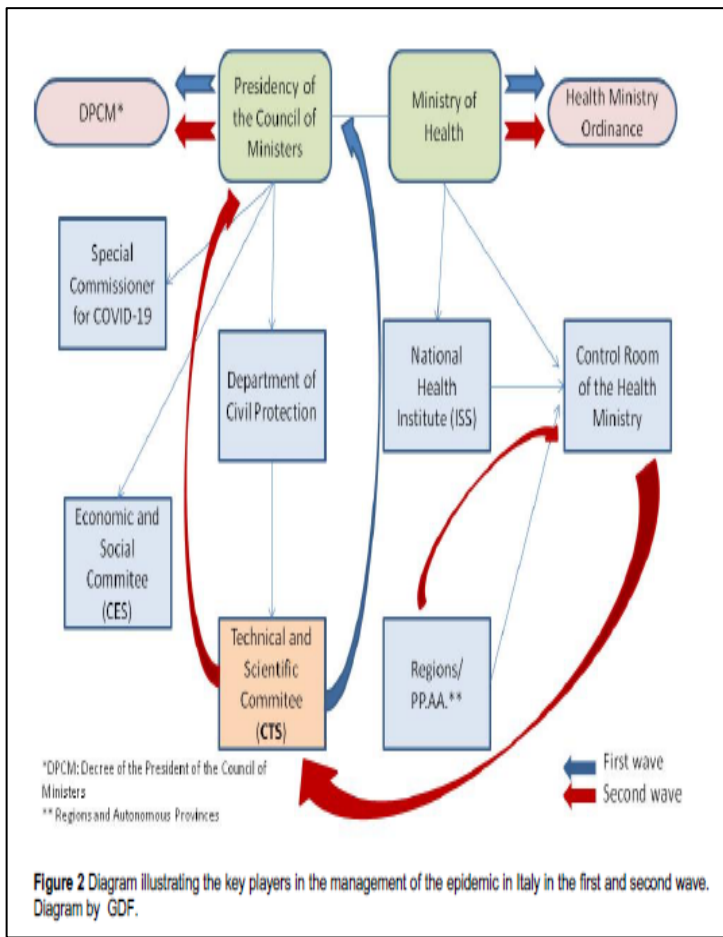 DPCM*
Presidency of
the Council of
Ministers
Ministry of
Health
Health Ministry
Ordinance
Special
Commissioner
for COVID-19
Department of
Civil Protection
National
Health
Institute (ISS)
Control Room
of the Health
Ministry
Economic and
Social
Commitee
(CES)
Technical and
Scientific
Commitee
(CTS)
Regions/
PP.AA.**
*DPCM: Decree of the President of the Council of
Ministers
** Regions and Autonomous Provinces
First wave
Second wave
Figure 2 Diagram illustrating the key players in the management of the epidemic in Italy in the first and second wave.
Diagram by GDF.